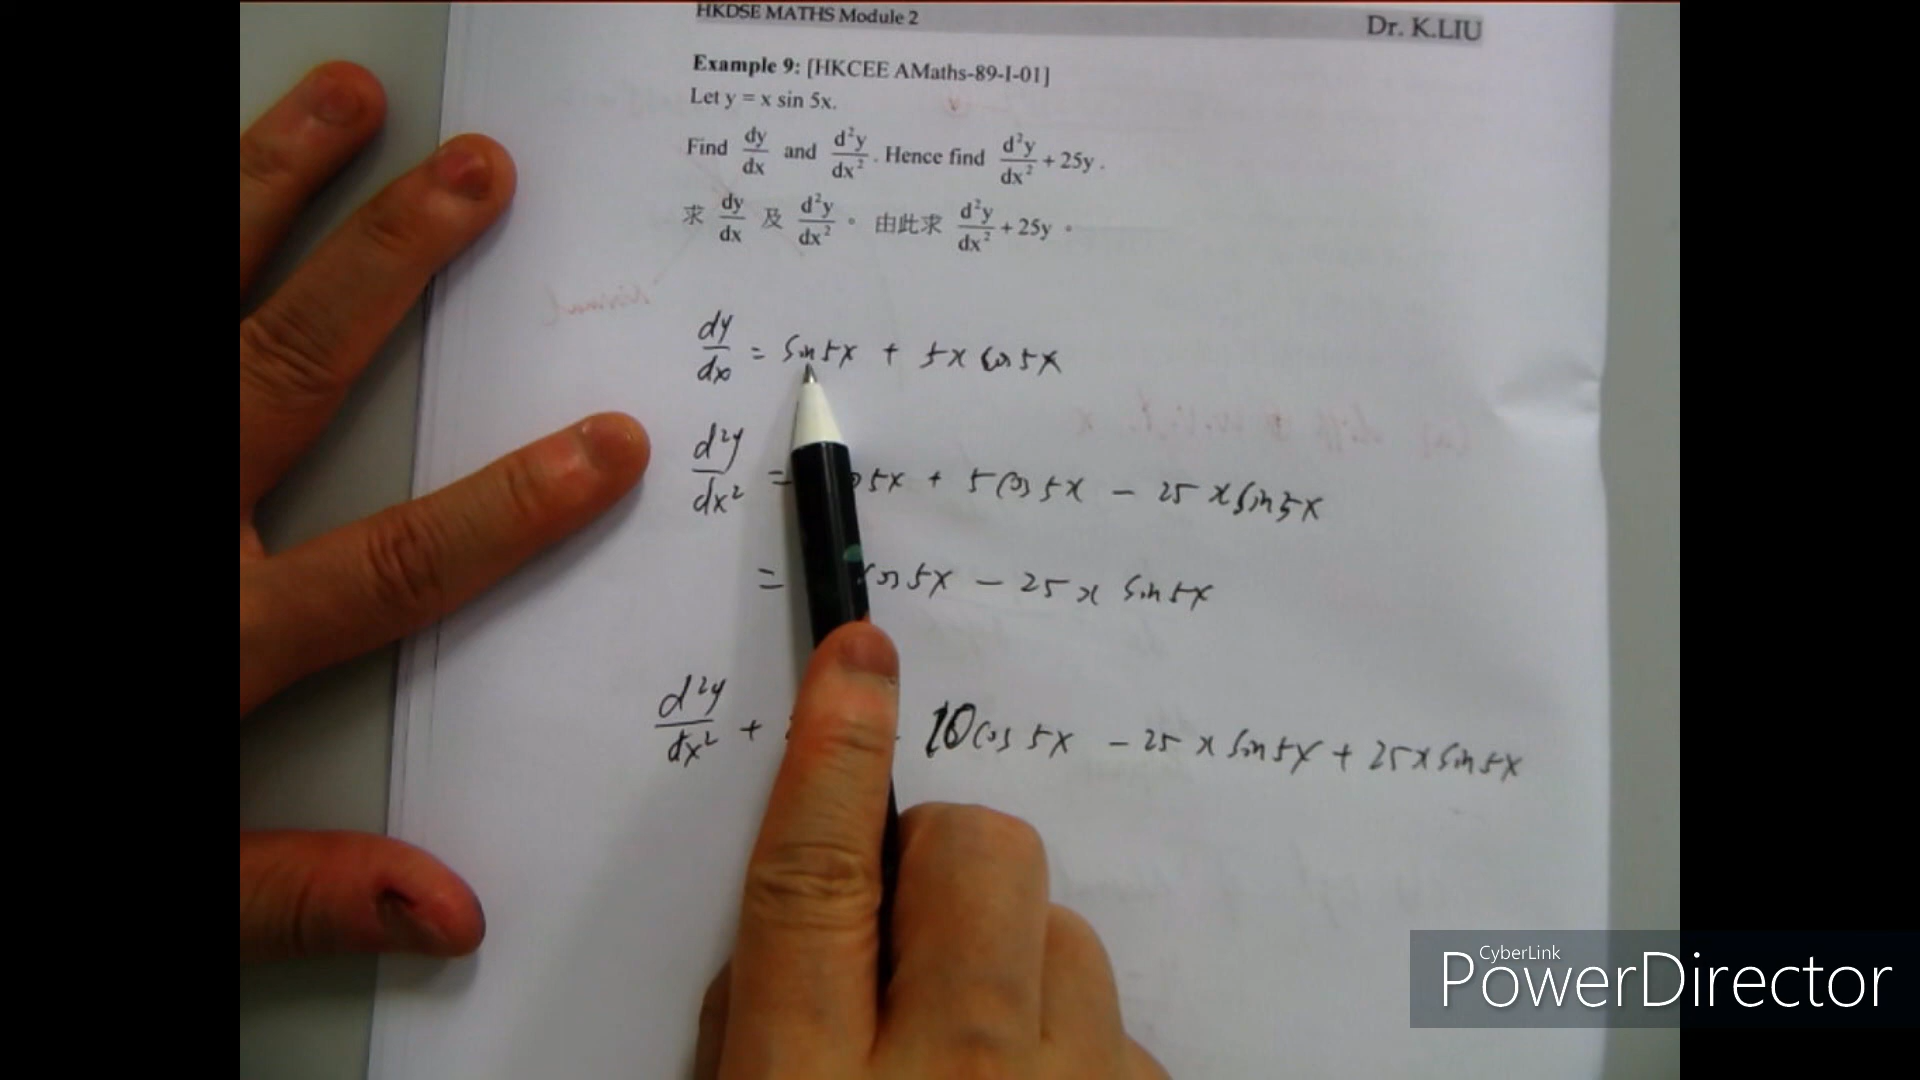 HKDSE MATHS Module 2 Dr. K.LIU
Example 9: [HKCEE AMaths-89-I-01]
Let y = x sin 5x.
Find dy/dx and d²y/dx². Hence find d²y/dx² + 25y.
求 dy/dx 及 d²y/dx²。由此求 d²y/dx² + 25y。
dy/dx = sin 5x + 5x cos 5x
d²y/dx² = 5x + 5 cos 5x - 25 x sin 5x
= cos 5x - 25 x sin 5x
d²y/dx² + 10 cos 5x - 25 x sin 5x + 25 x sin 5x
CyberLink
PowerDirector